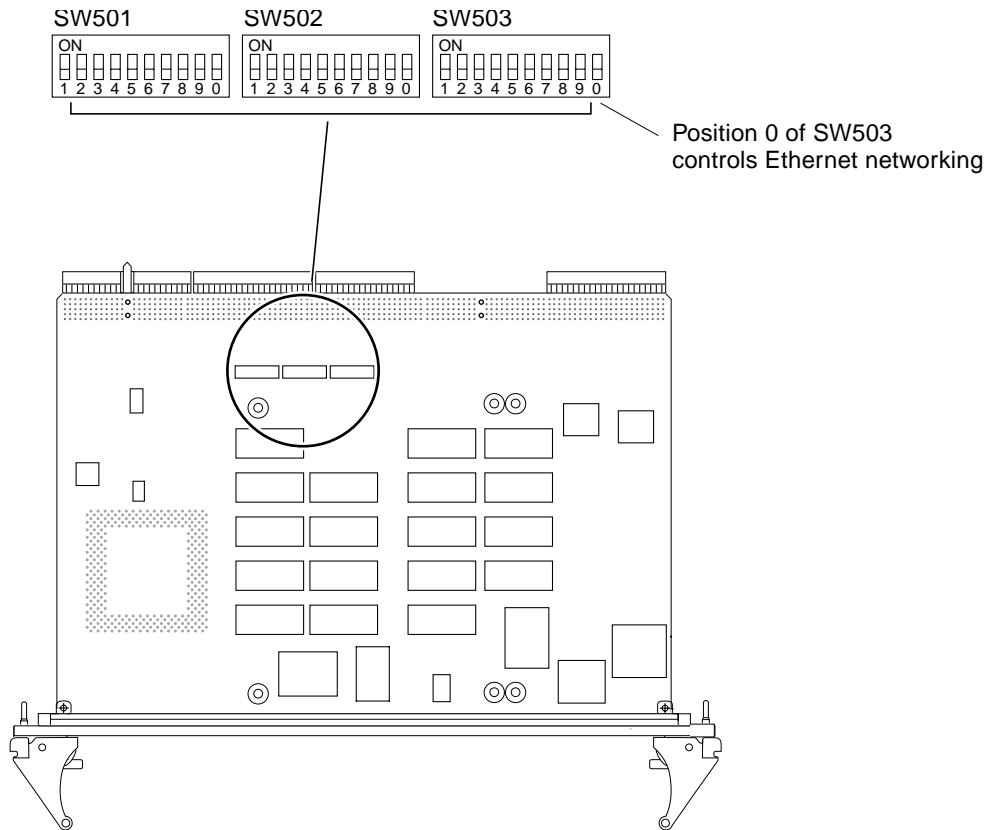 SW501 SW502 SW503
ON ON ON
1 2 3 4 5 6 7 8 9 0 1 2 3 4 5 6 7 8 9 0 1 2 3 4 5 6 7 8 9 0
Position 0 of SW503
controls Ethernet networking